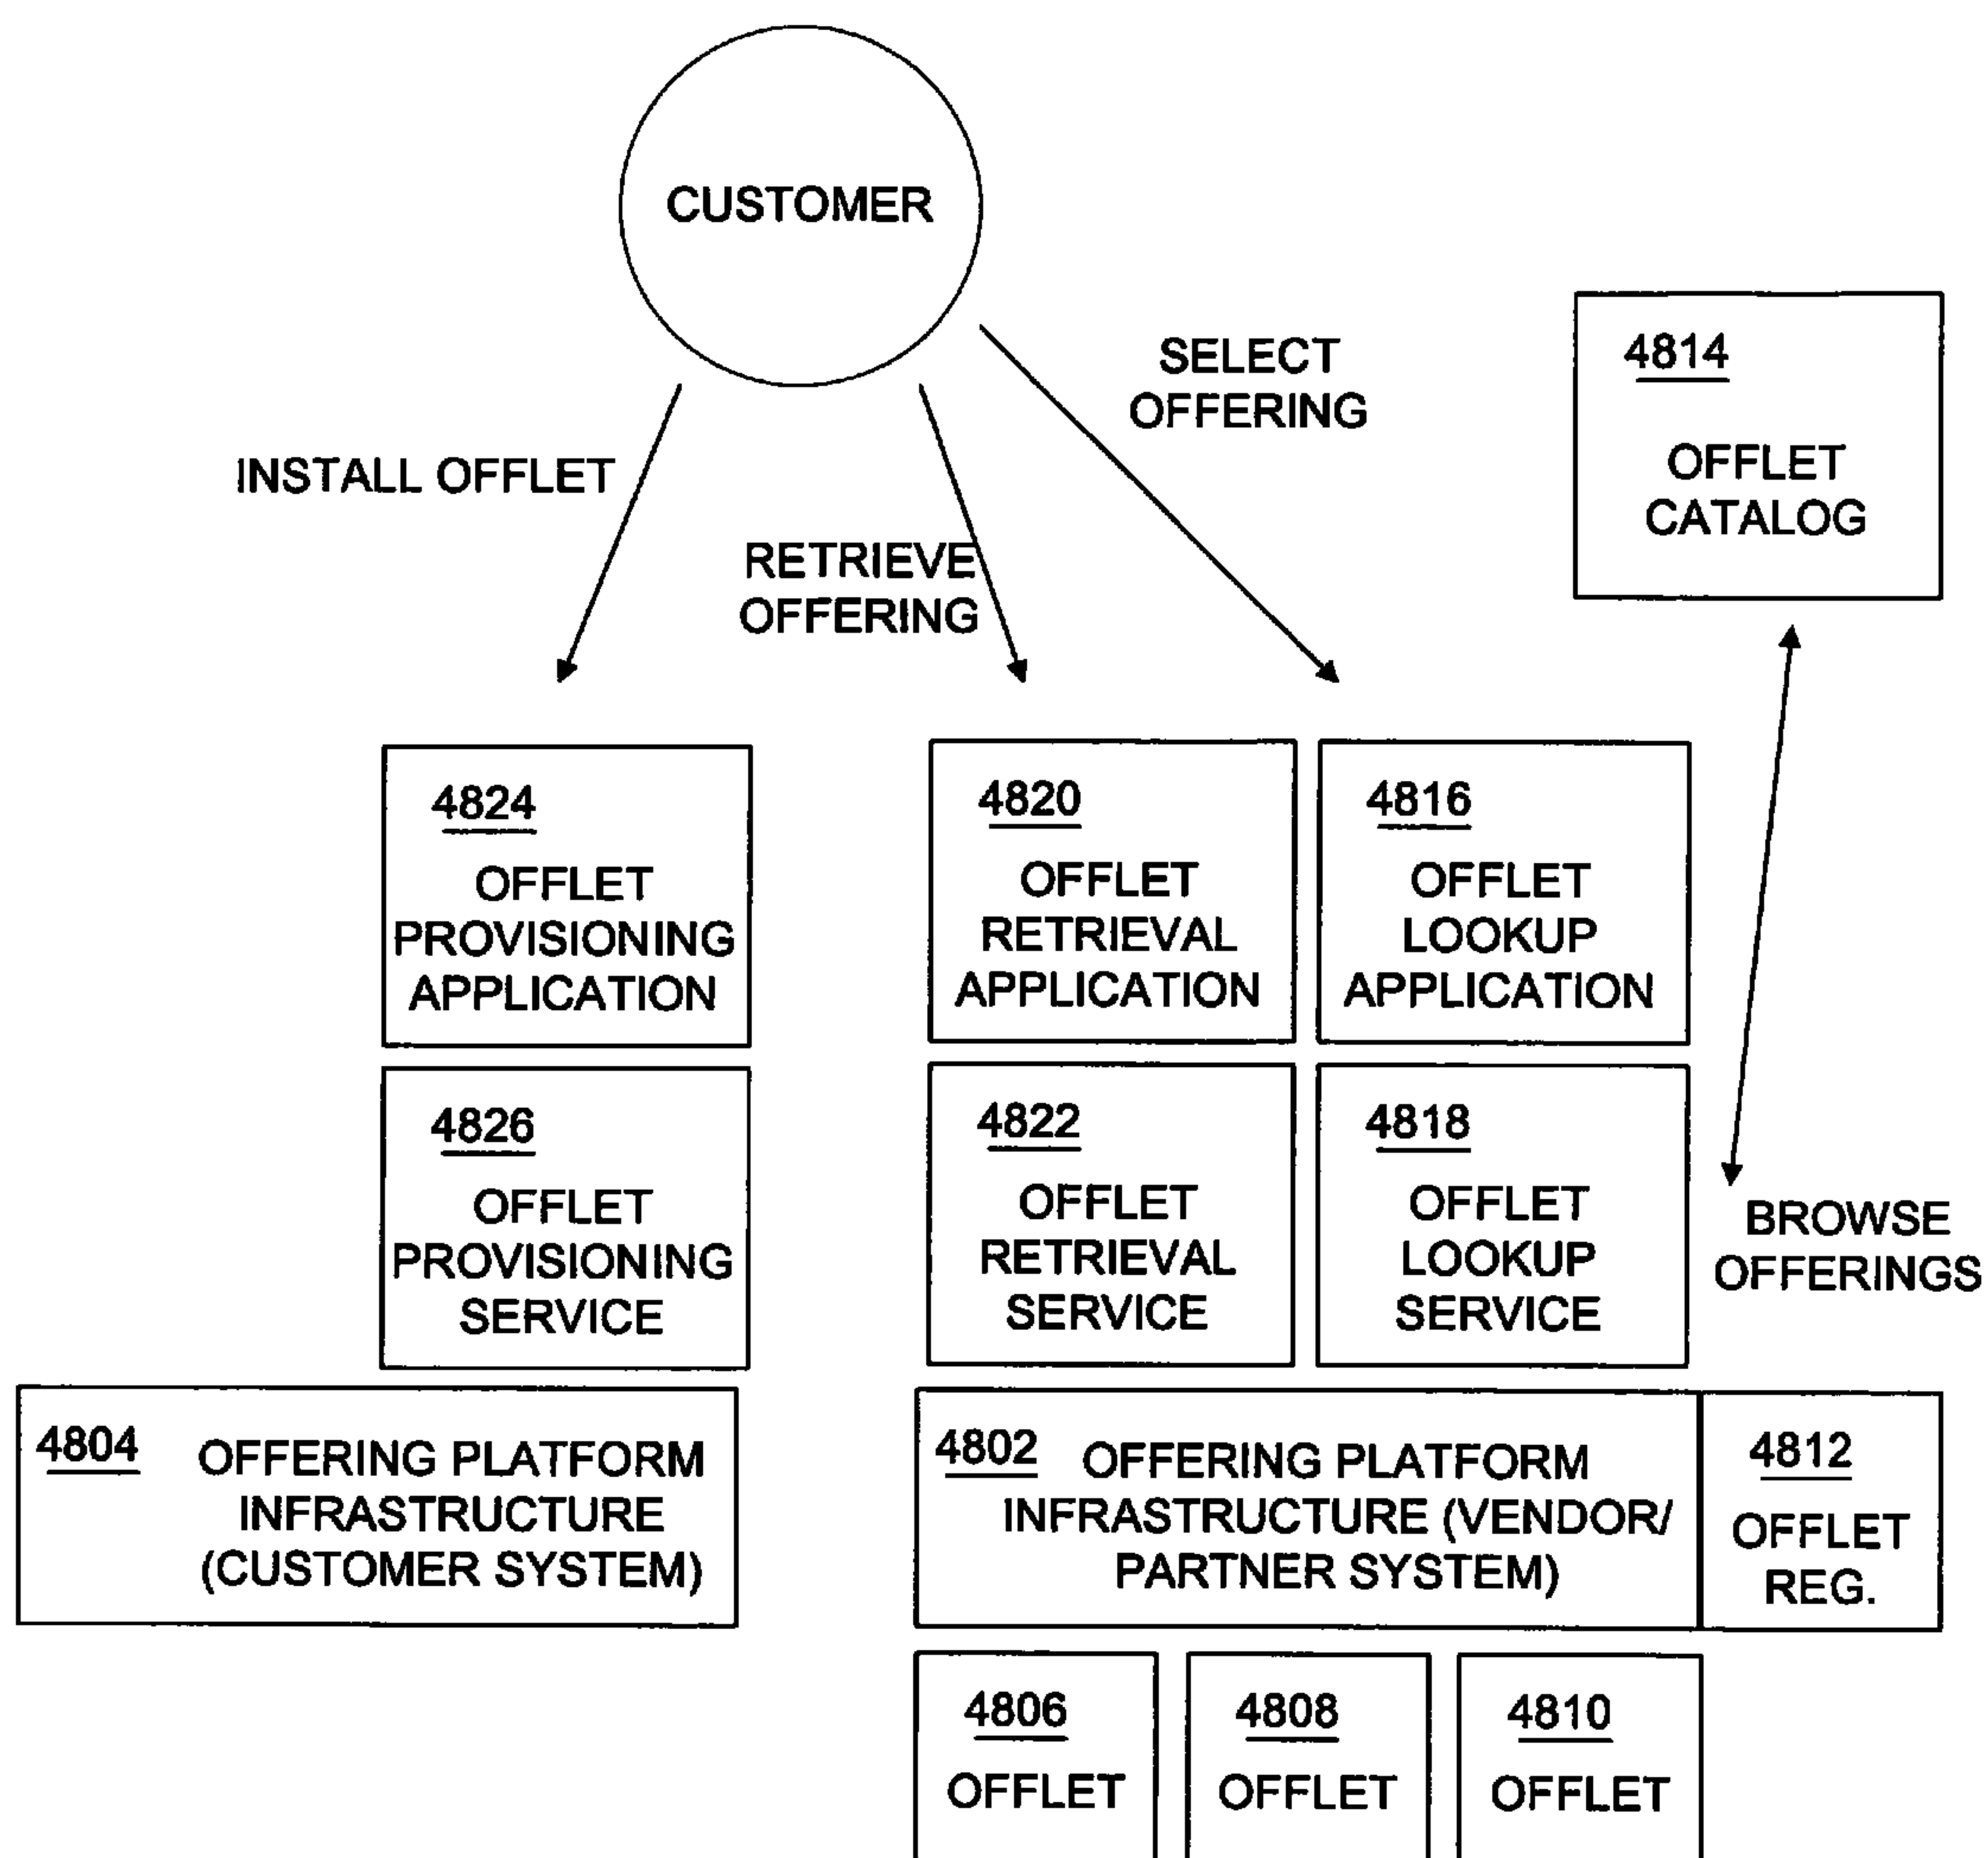 CUSTOMER
SELECT
OFFERING
4814
OFFLET
CATALOG
INSTALL OFFLET
RETRIEVE
OFFERING
4824
OFFLET
PROVISIONING
APPLICATION
4820
OFFLET
RETRIEVAL
APPLICATION
4816
OFFLET
LOOKUP
APPLICATION
4826
OFFLET
PROVISIONING
SERVICE
4822
OFFLET
RETRIEVAL
SERVICE
4818
OFFLET
LOOKUP
SERVICE
BROWSE
OFFERINGS
4804 OFFERING PLATFORM
INFRASTRUCTURE
(CUSTOMER SYSTEM)
4802 OFFERING PLATFORM
INFRASTRUCTURE (VENDOR/
PARTNER SYSTEM)
4812
OFFLET
REG.
4806
OFFLET
4808
OFFLET
4810
OFFLET